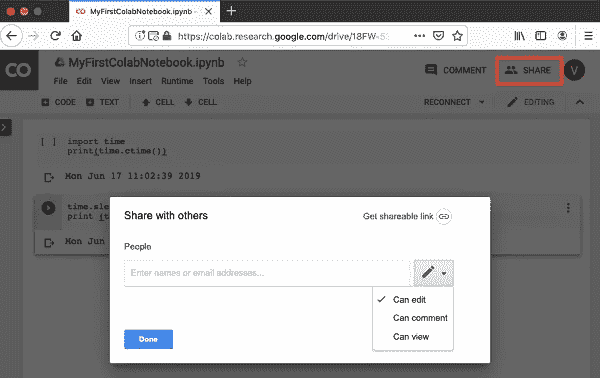 MyFirstColabNotebook.ipynb
https://colab.research.google.com/drive/18FW-5
CO
MyFirstColabNotebook.ipynb
COMMENT
SHARE
V
File Edit View Insert Runtime Tools Help
CODE TEXT CELL CELL
RECONNECT
EDITING
[ ] import time
print(time.ctime())
Mon Jun 17 11:02:39 2019
time.sle
print (t
Mon Jun
Share with others
Get shareable link
People
Enter names or email addresses...
Can edit
Can comment
Can view
Done